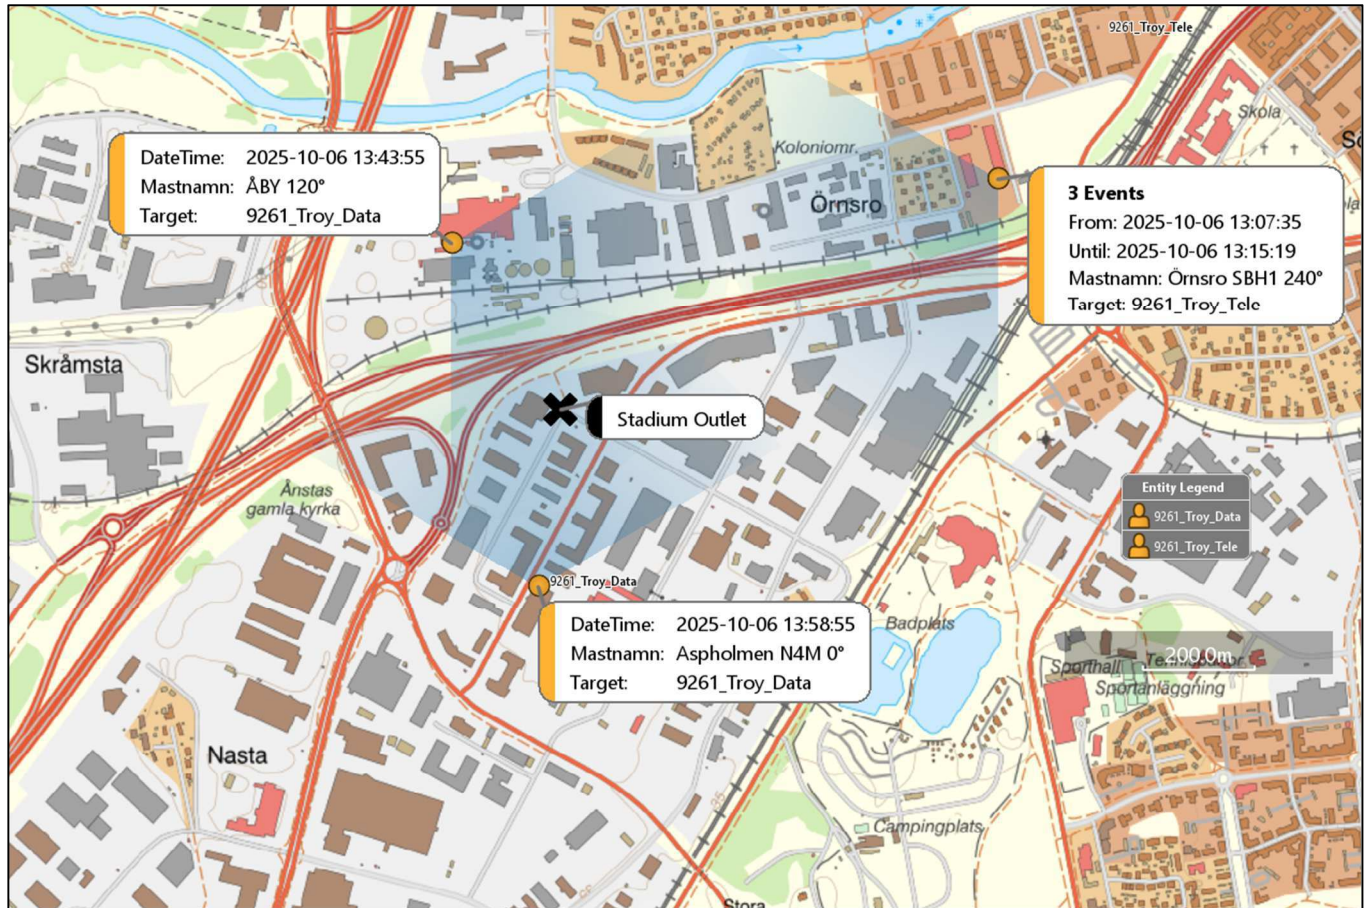 9261_Troy_Tele
Skola
Koloniomr.
DateTime: 2025-10-06 13:43:55
Mastnamn: ÅBY 120°
Target: 9261_Troy_Data
Örnsro
3 Events
From: 2025-10-06 13:07:35
Until: 2025-10-06 13:15:19
Mastnamn: Örnsro SBH1 240°
Target: 9261_Troy_Tele
Skråmsta
Stadium Outlet
Ånstas
gamla kyrka
Entity Legend
9261_Troy_Data
9261_Troy_Tele
9261_Troy_Data
DateTime: 2025-10-06 13:58:55
Mastnamn: Aspholmen N4M 0°
Target: 9261_Troy_Data
Badplats
200.0m
Sporthall
Sportanläggning
Nasta
Campingplats
Stora